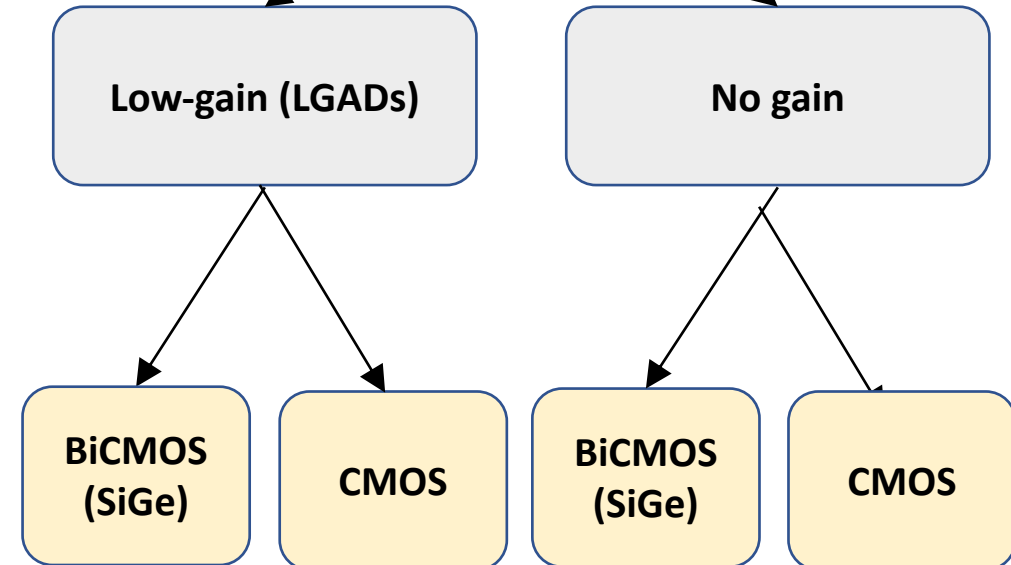 Low-gain (LGADs)
No gain
BiCMOS
(SiGe)
CMOS
BiCMOS
(SiGe)
CMOS